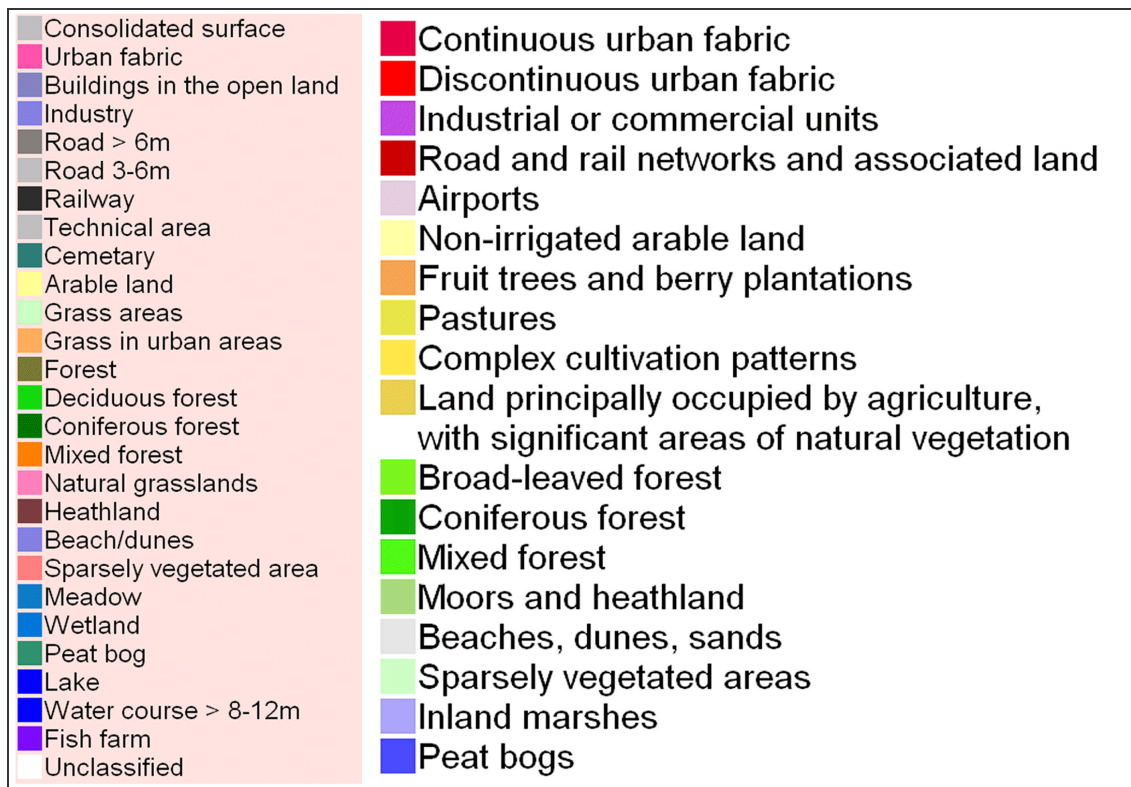 Consolidated surface
Urban fabric
Buildings in the open land
Industry
Road > 6m
Road 3-6m
Railway
Technical area
Cemetary
Arable land
Grass areas
Grass in urban areas
Forest
Deciduous forest
Coniferous forest
Mixed forest
Natural grasslands
Heathland
Beach/dunes
Sparsely vegetated area
Meadow
Wetland
Peat bog
Lake
Water course > 8-12m
Fish farm
Unclassified
Continuous urban fabric
Discontinuous urban fabric
Industrial or commercial units
Road and rail networks and associated land
Airports
Non-irrigated arable land
Fruit trees and berry plantations
Pastures
Complex cultivation patterns
Land principally occupied by agriculture,
with significant areas of natural vegetation
Broad-leaved forest
Coniferous forest
Mixed forest
Moors and heathland
Beaches, dunes, sands
Sparsely vegetated areas
Inland marshes
Peat bogs